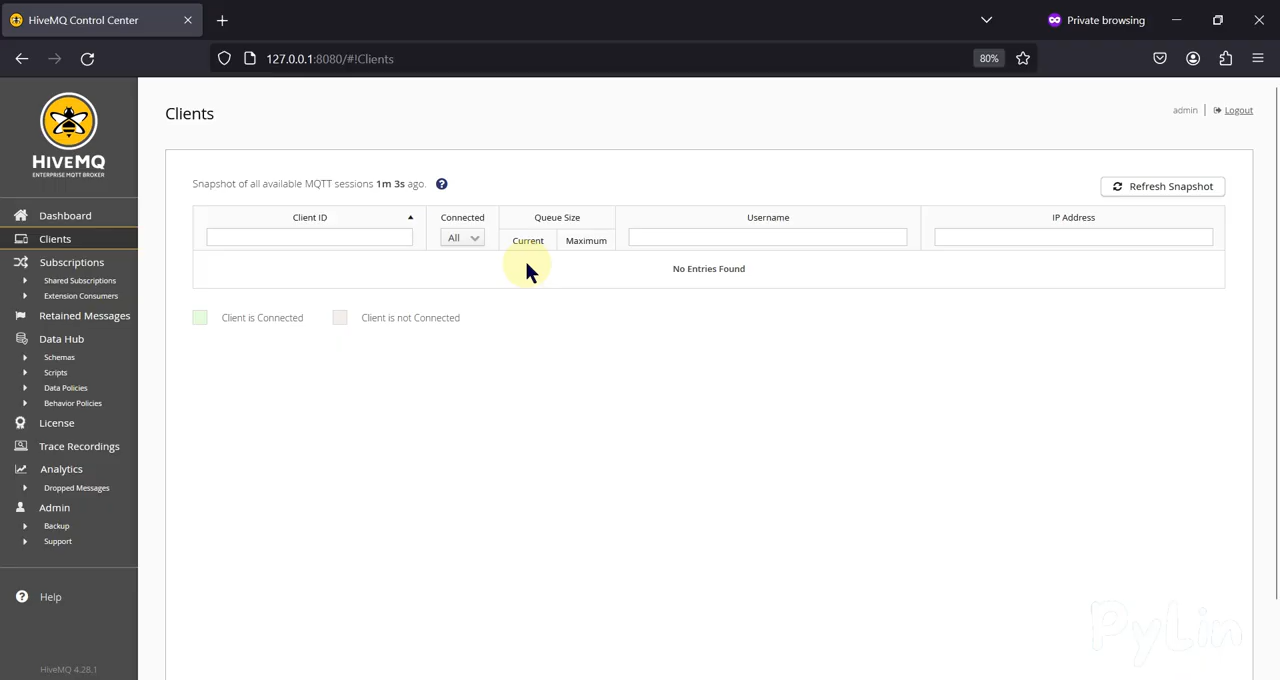 HiveMQ Control Center
Private browsing
127.0.0.1:8080/#!Clients
80%
HIVEMQ
ENTERPRISE MQTT BROKER
Clients
admin
Logout
Snapshot of all available MQTT sessions 1m 3s ago.
Refresh Snapshot
Client ID
Connected
Queue Size
Username
IP Address
All
Current
Maximum
No Entries Found
Client is Connected
Client is not Connected
Dashboard
Clients
Subscriptions
Shared Subscriptions
Extension Consumers
Retained Messages
Data Hub
Schemas
Scripts
Data Policies
Behavior Policies
License
Trace Recordings
Analytics
Dropped Messages
Admin
Backup
Support
Help
HiveMQ 4.28.1
PyLin